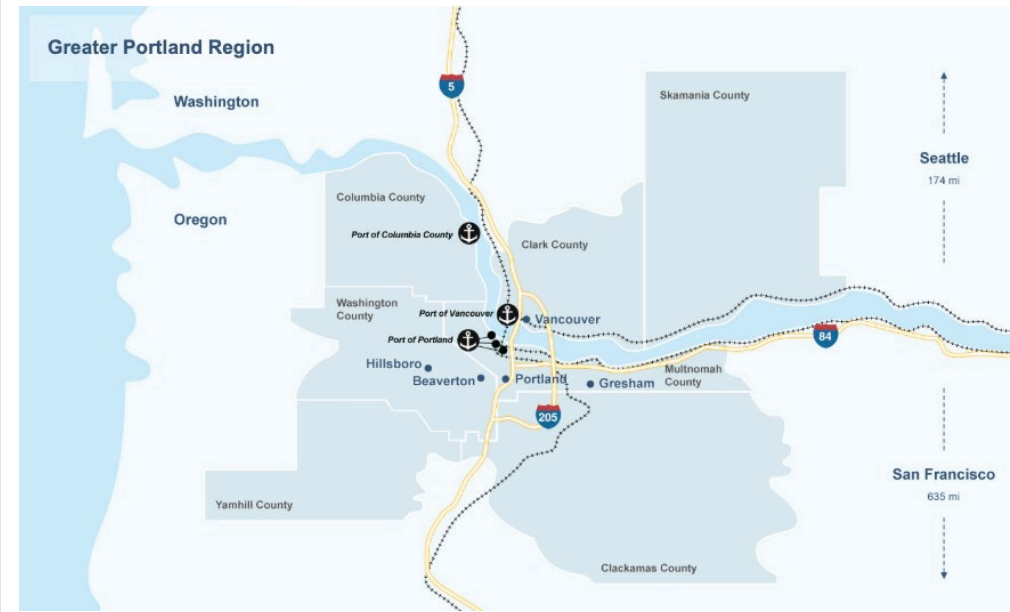 Greater Portland Region
5
Washington
Skamania County
Seattle
174 mi
Columbia County
Oregon
Port of Columbia County
Clark County
Washington
County
Port of Vancouver
Vancouver
Port of Portland
84
Hillsboro
Multnomah
County
Beaverton
Portland
Gresham
205
San Francisco
635 mi
Yamhill County
Clackamas County